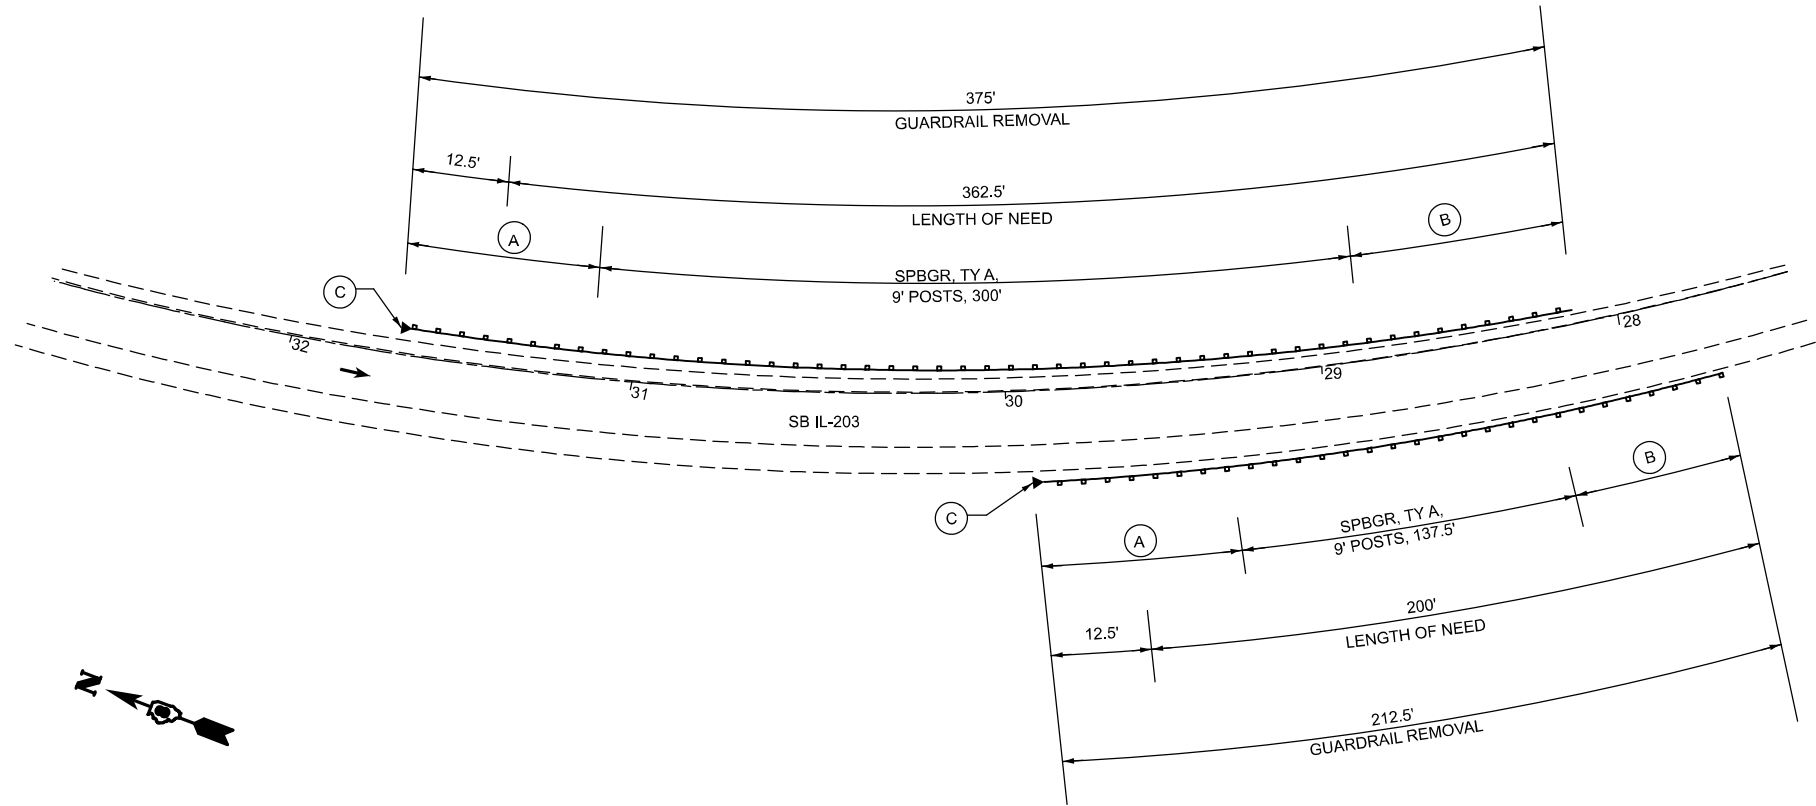 375'
GUARDRAIL REMOVAL
12.5'
362.5'
LENGTH OF NEED
A
B
SPBGR, TY A,
9' POSTS, 300'
C
32
31
30
29
28
SB IL-203
C
A
SPBGR, TY A,
9' POSTS, 137.5'
B
12.5'
200'
LENGTH OF NEED
212.5'
GUARDRAIL REMOVAL
N